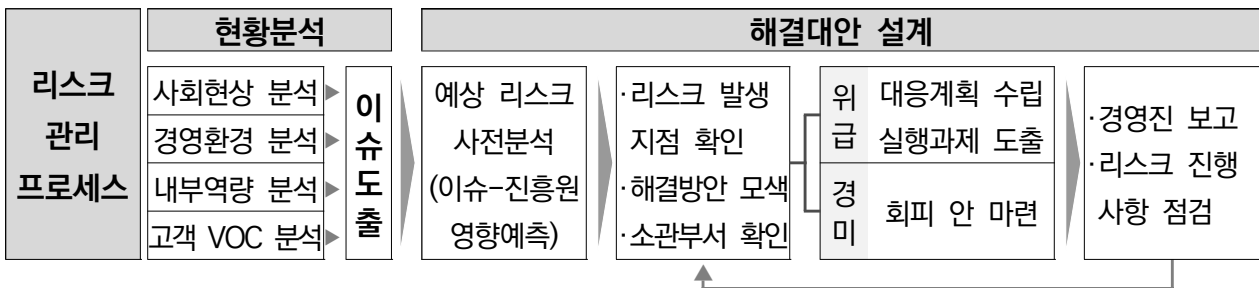 리스크
관리
프로세스
현황분석
사회현상 분석
경영환경 분석
내부역량 분석
고객 VOC 분석
이
슈
도
출
해결대안 설계
예상 리스크
사전분석
(이슈-진흥원
영향예측)
·리스크 발생
지점 확인
·해결방안 모색
·소관부서 확인
위
급
대응계획 수립
실행과제 도출
경
미
회피 안 마련
·경영진 보고
·리스크 진행
사항 점검